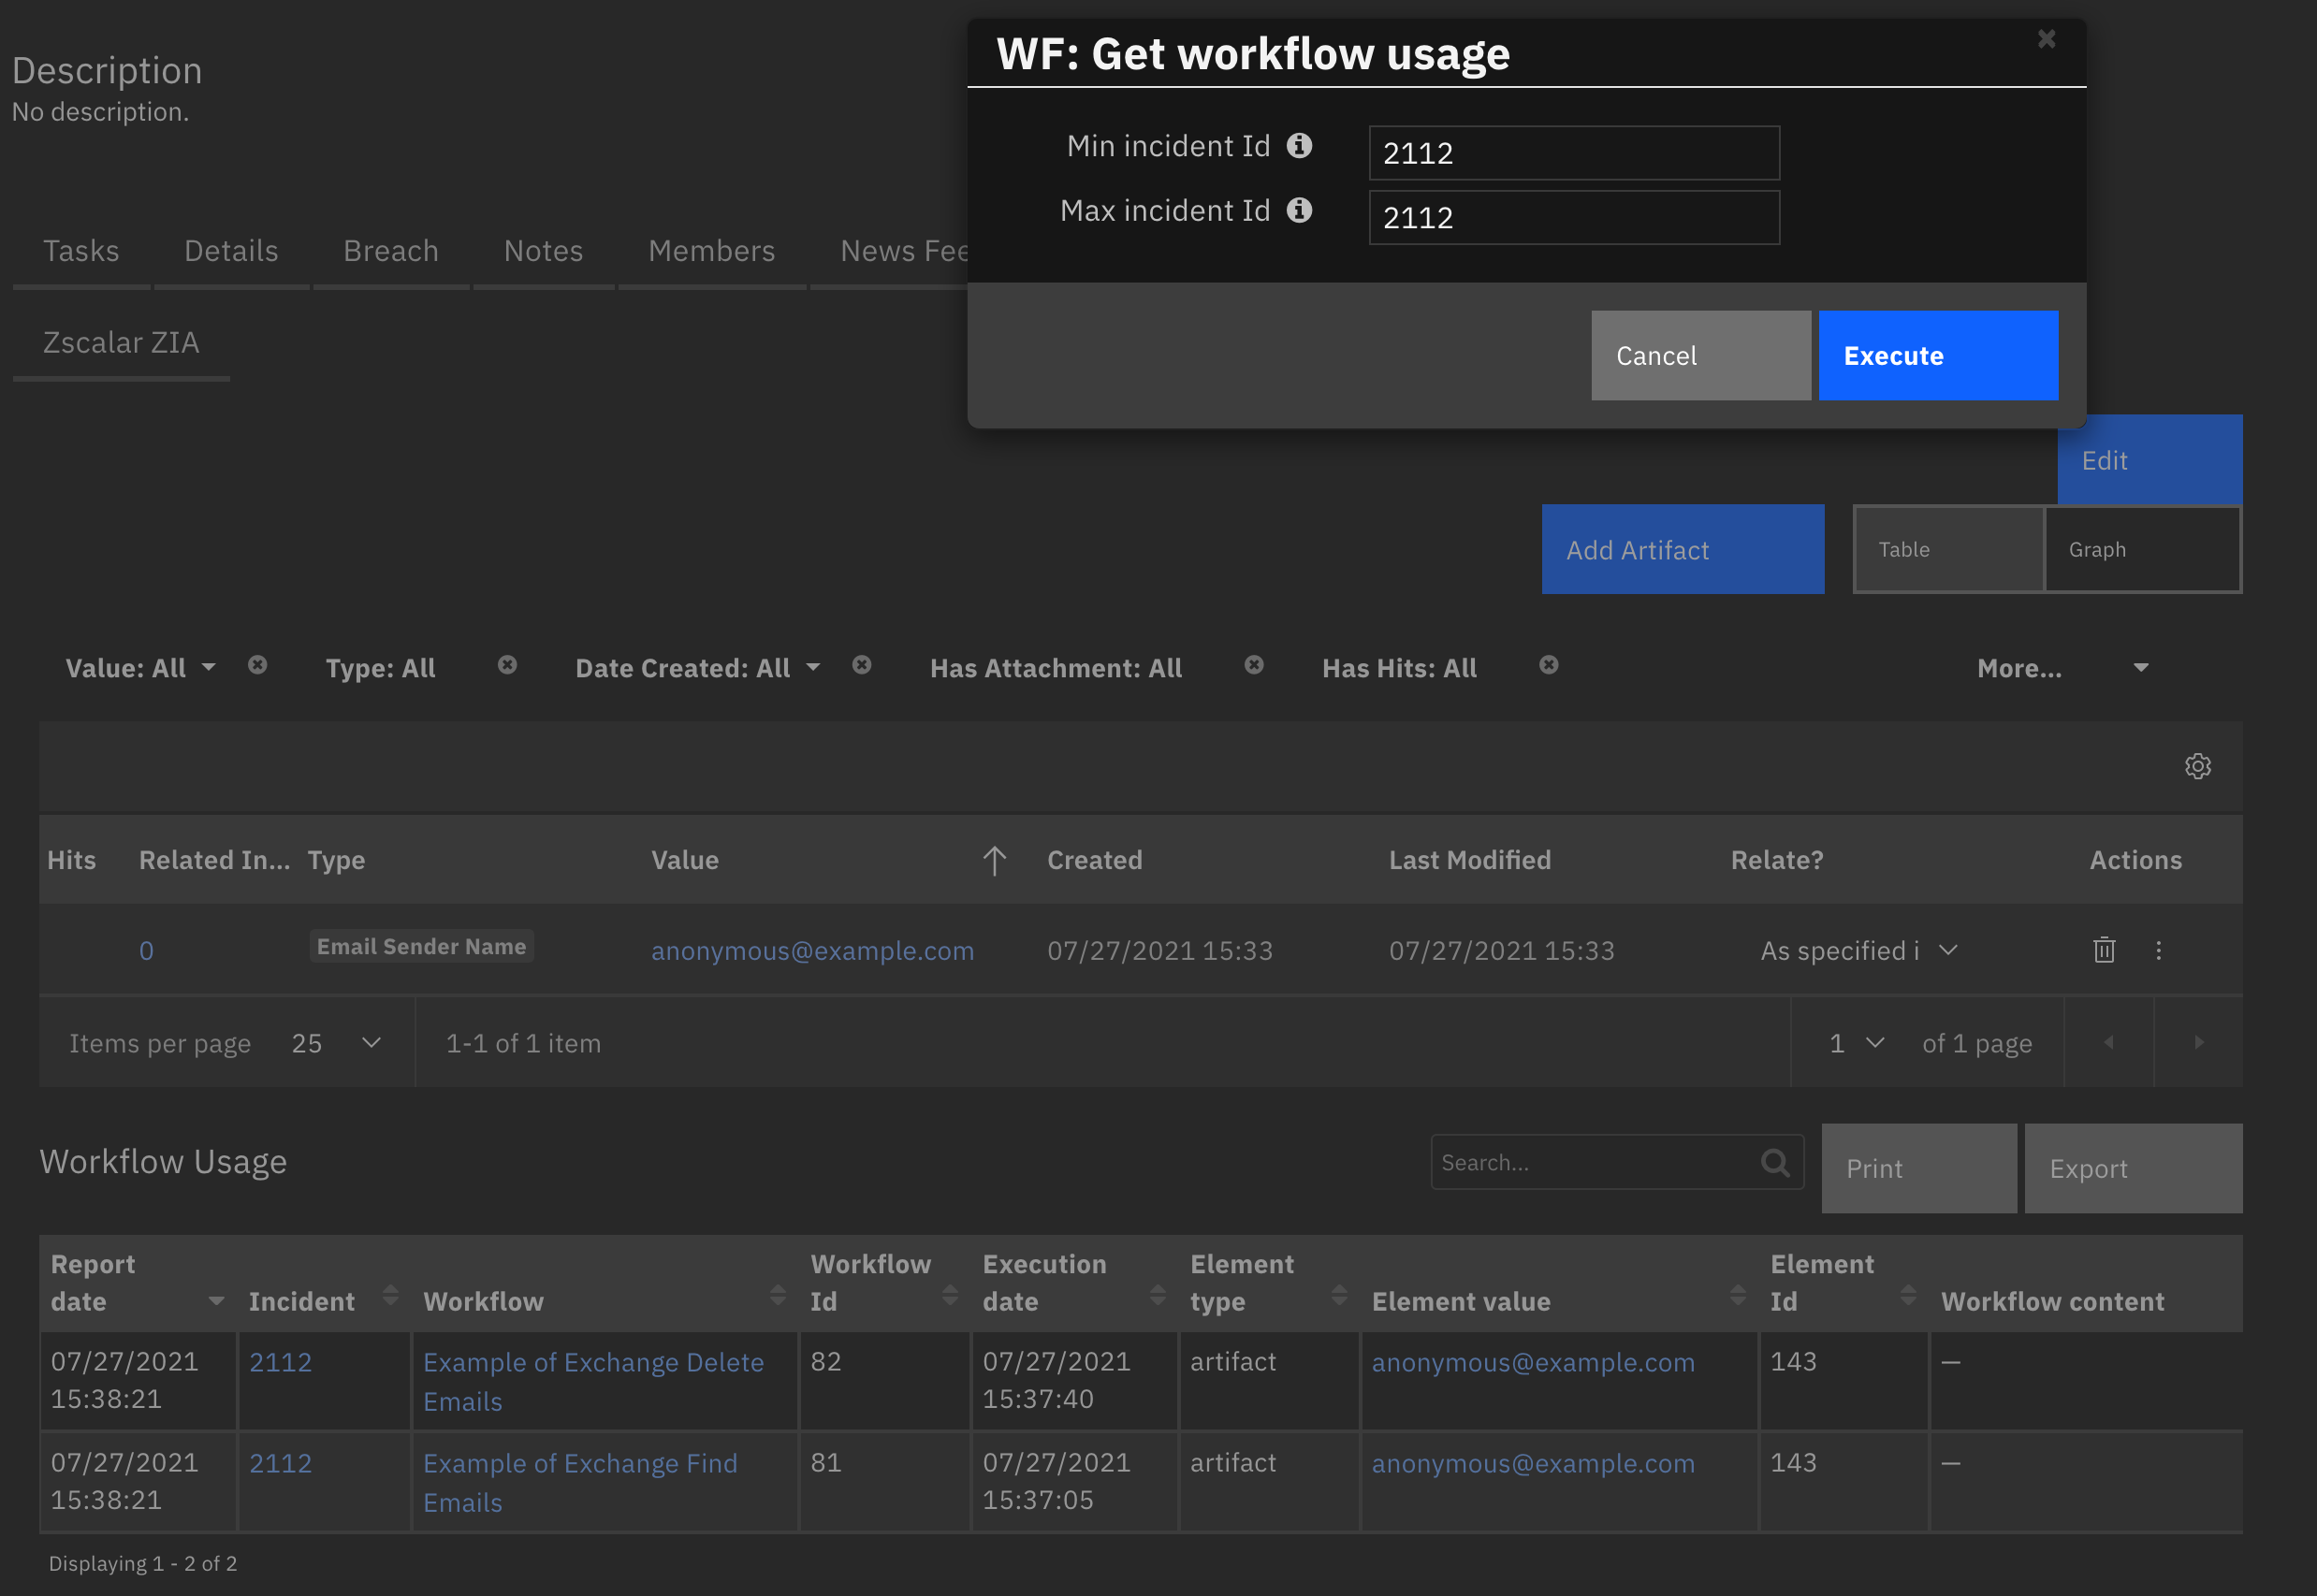 WF: Get workflow usage
Description
No description.
Min incident Id
2112
Max incident Id
2112
Tasks Details Breach Notes Members News Fee
Zscalar ZIA
Cancel Execute
Edit
Add Artifact Table Graph
Value: All Type: All Date Created: All Has Attachment: All Has Hits: All More...
Hits Related In... Type Value Created Last Modified Relate? Actions
0 Email Sender Name anonymous@example.com 07/27/2021 15:33 07/27/2021 15:33 As specified i
Items per page 25 1-1 of 1 item 1 of 1 page
Workflow Usage Search... Print Export
Report Workflow Execution Element Element
date Incident Workflow Id date type Element value Id Workflow content
07/27/2021 2112 Example of Exchange Delete 82 07/27/2021 artifact anonymous@example.com 143 —
15:38:21 Emails 15:37:40
07/27/2021 2112 Example of Exchange Find 81 07/27/2021 artifact anonymous@example.com 143 —
15:38:21 Emails 15:37:05
Displaying 1 - 2 of 2